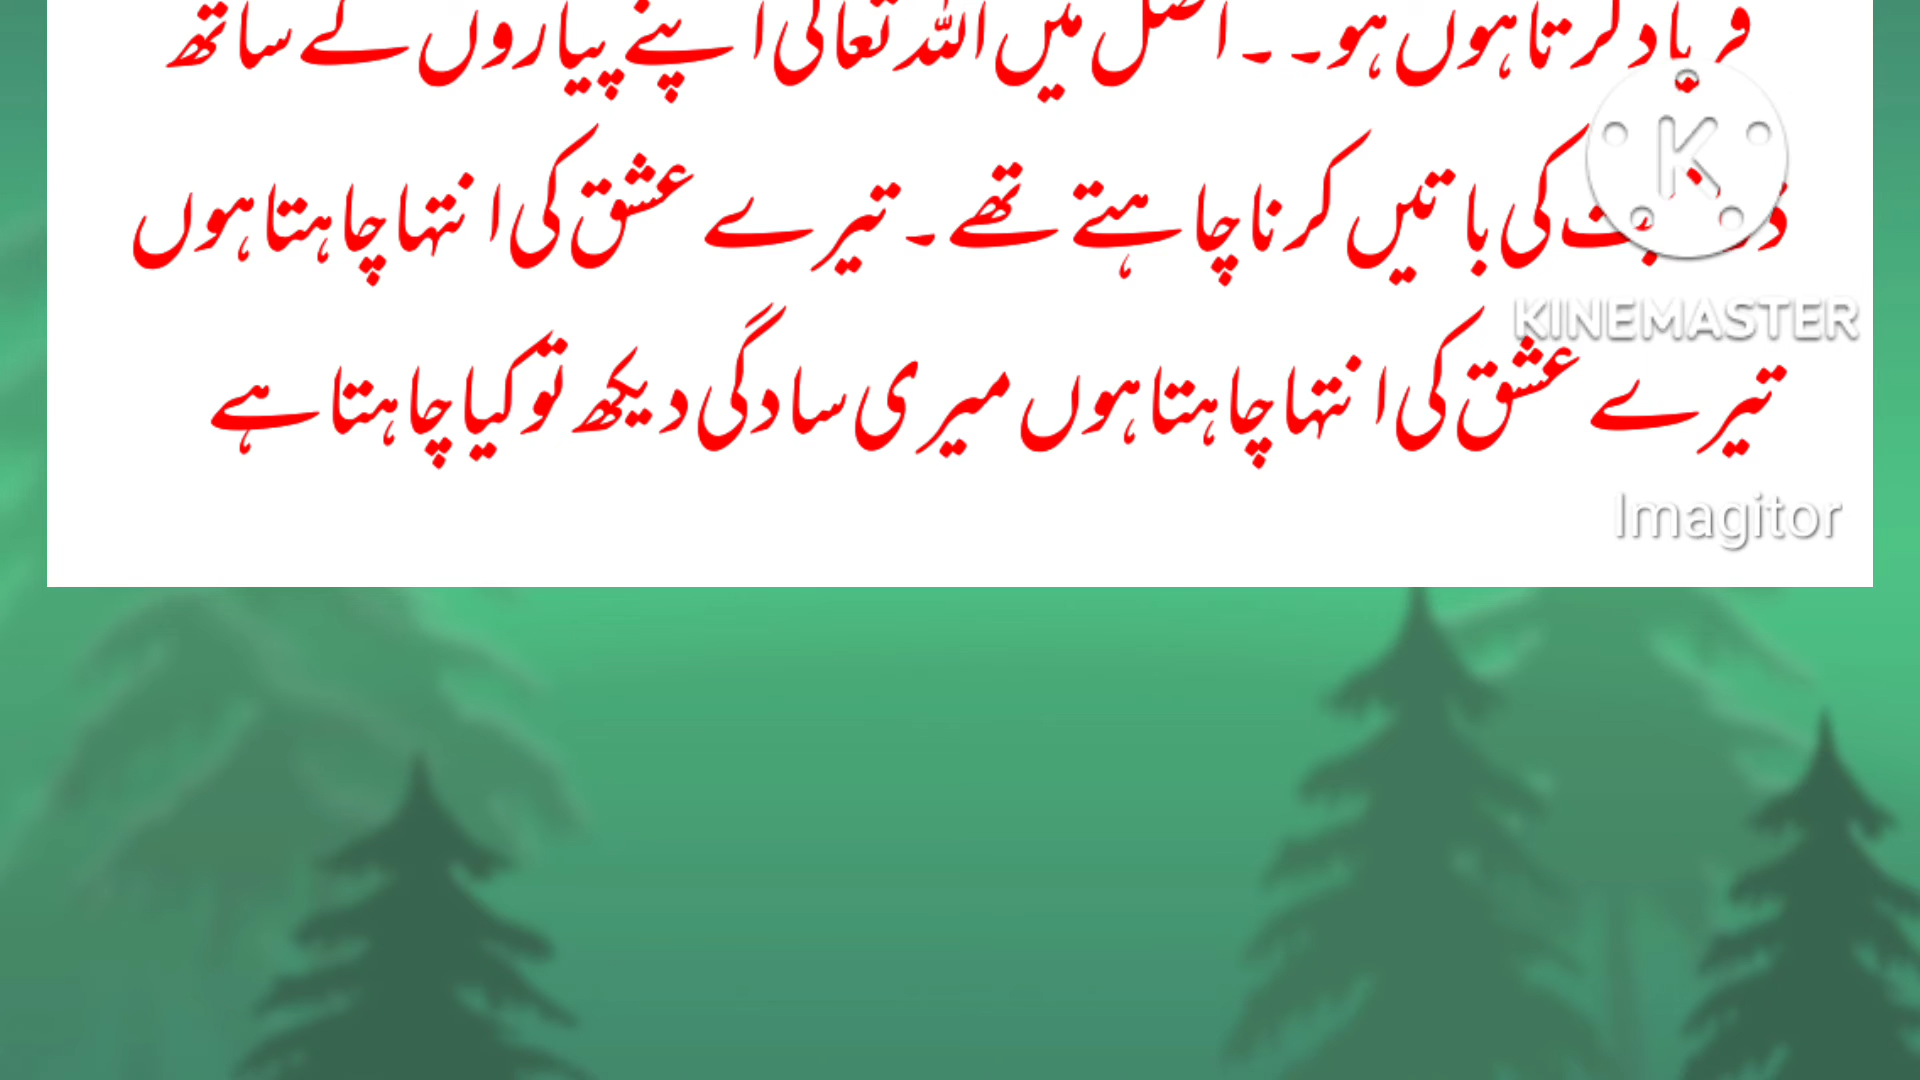 فریاد کرتا ہوں ہو۔۔ اصل میں اللہ تعالی اپنے پیاروں کے ساتھ
کی باتیں کرنا چاہتے تھے ۔ تیرے عشق کی انتہا چاہتا ہوں
KINEMASTER
تیرے عشق کی انتہا چاہتا ہوں میری سادگی دیکھ تو کیا چاہتا ہے
Imagitor